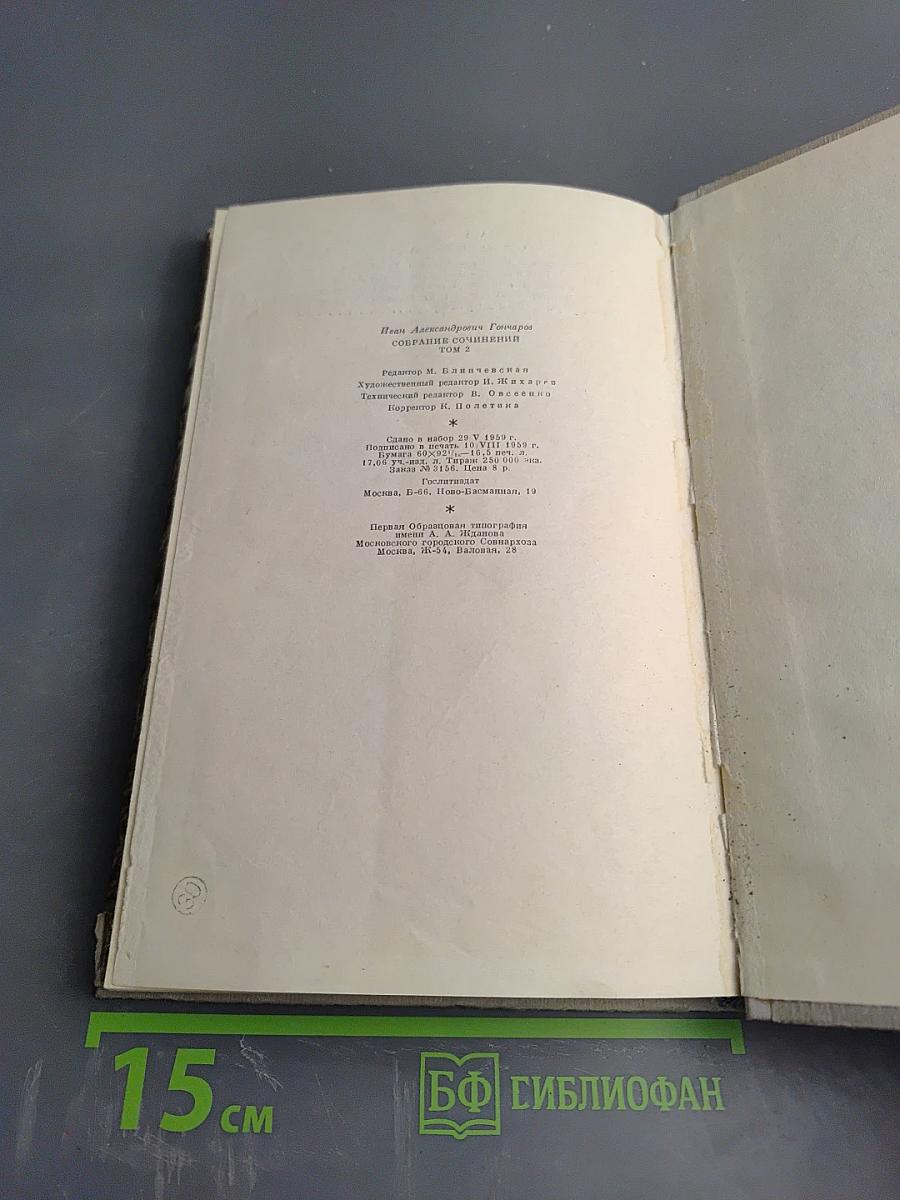 Иван Александрович Гончаров
СОБРАНИЕ СОЧИНЕНИЙ
ТОМ 2
Редактор М. Блинчевская
Художественный редактор И. Жихарев
Технический редактор В. Овсеенко
Корректор К. Полетика
*
Сдано в набор 29 V 1959 г.
Подписано в печать 10 VIII 1959 г.
Бумага 60×92 1/16—16,5 печ. л.
17,06 уч.-изд. л. Тираж 250 000 экз.
Заказ № 3156. Цена 8 р.
Гослитиздат
Москва, Б-66, Ново-Басманная, 19
*
Первая Образцовая типография
имени А. А. Жданова
Московского городского Совнархоза
Москва, Ж-54, Валовая, 28
30
15 см
БФ БИБЛИОФАН